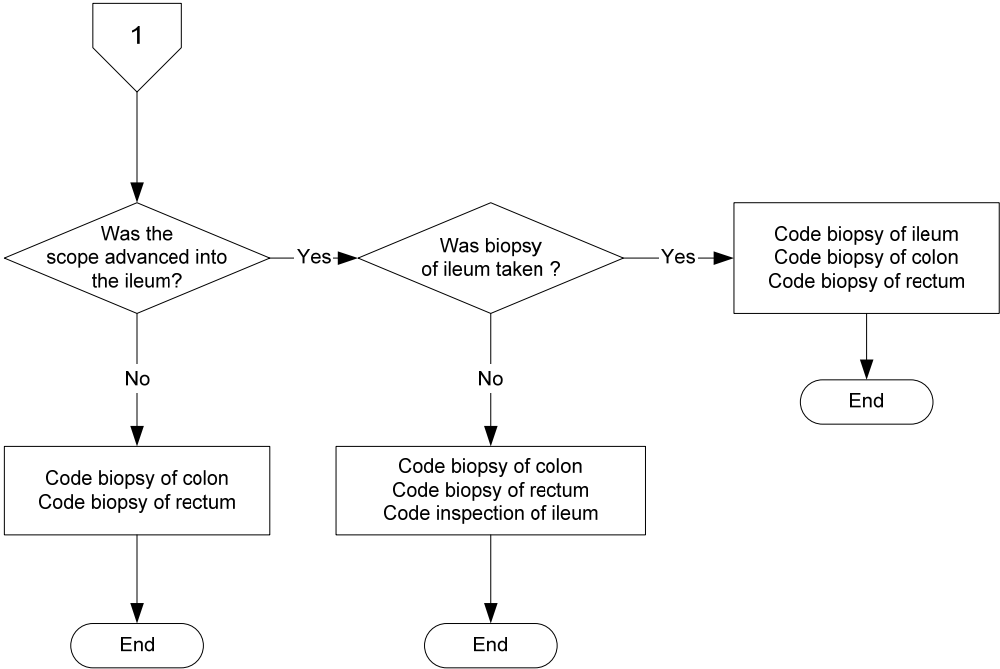 1
Was the
scope advanced into
the ileum?
Yes
Was biopsy
of ileum taken ?
Yes
Code biopsy of ileum
Code biopsy of colon
Code biopsy of rectum
End
No
No
Code biopsy of colon
Code biopsy of rectum
Code biopsy of colon
Code biopsy of rectum
Code inspection of ileum
End
End